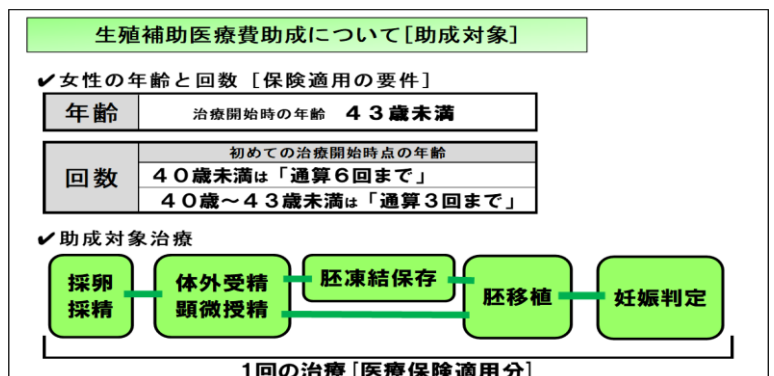 生殖補助医療費助成について[助成対象]
✔女性の年齢と回数 [保険適用の要件]
年齢 治療開始時の年齢 43歳未満
回数
初めての治療開始時点の年齢
40歳未満は「通算6回まで」
40歳～43歳未満は「通算3回まで」
✔助成対象治療
採卵
採精
体外受精
顕微授精
胚凍結保存
胚移植
妊娠判定
1回の治療[医療保険適用分]